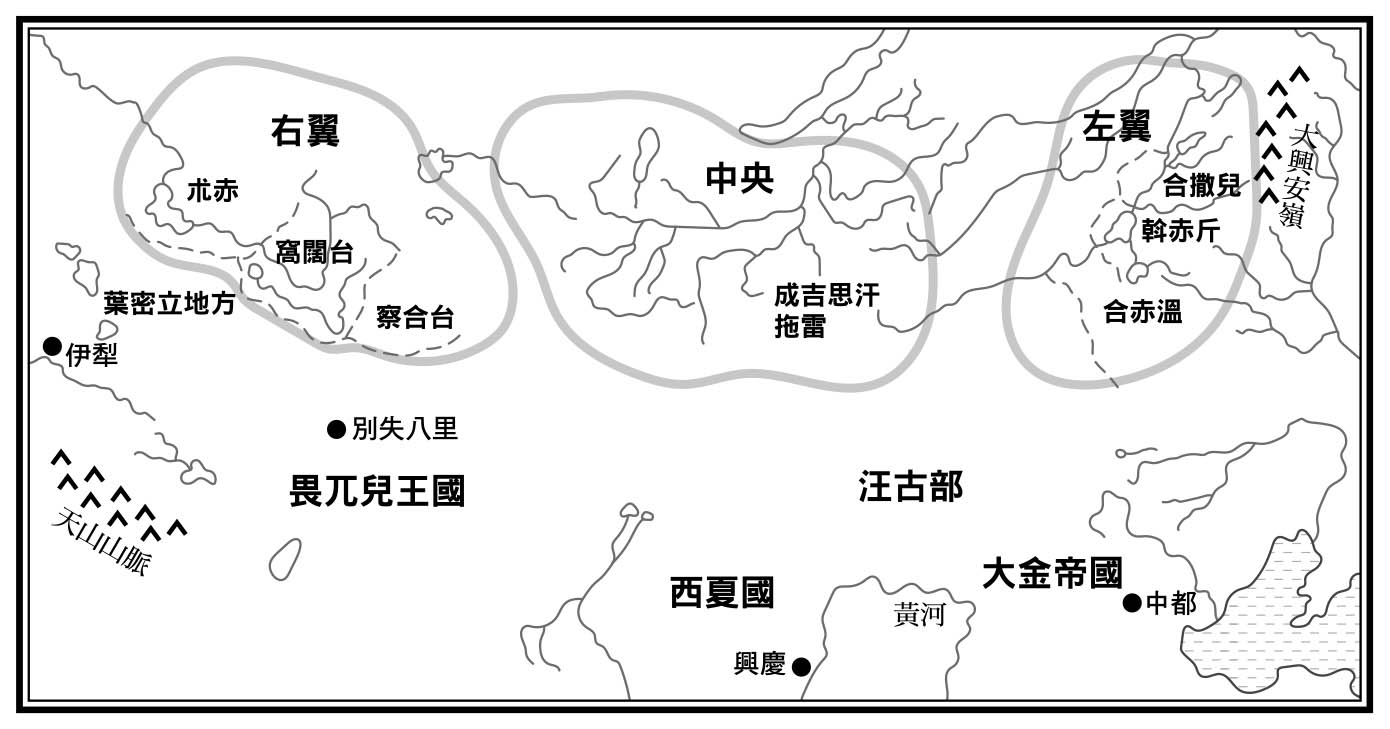 右翼
朮赤
窩闊台
察合台
葉密立地方
伊犁
中央
成吉思汗
拖雷
左翼
合撒兒
斡赤斤
合赤溫
大興安嶺
別失八里
畏兀兒王國
天山山脈
汪古部
西夏國
興慶
黃河
大金帝國
中都